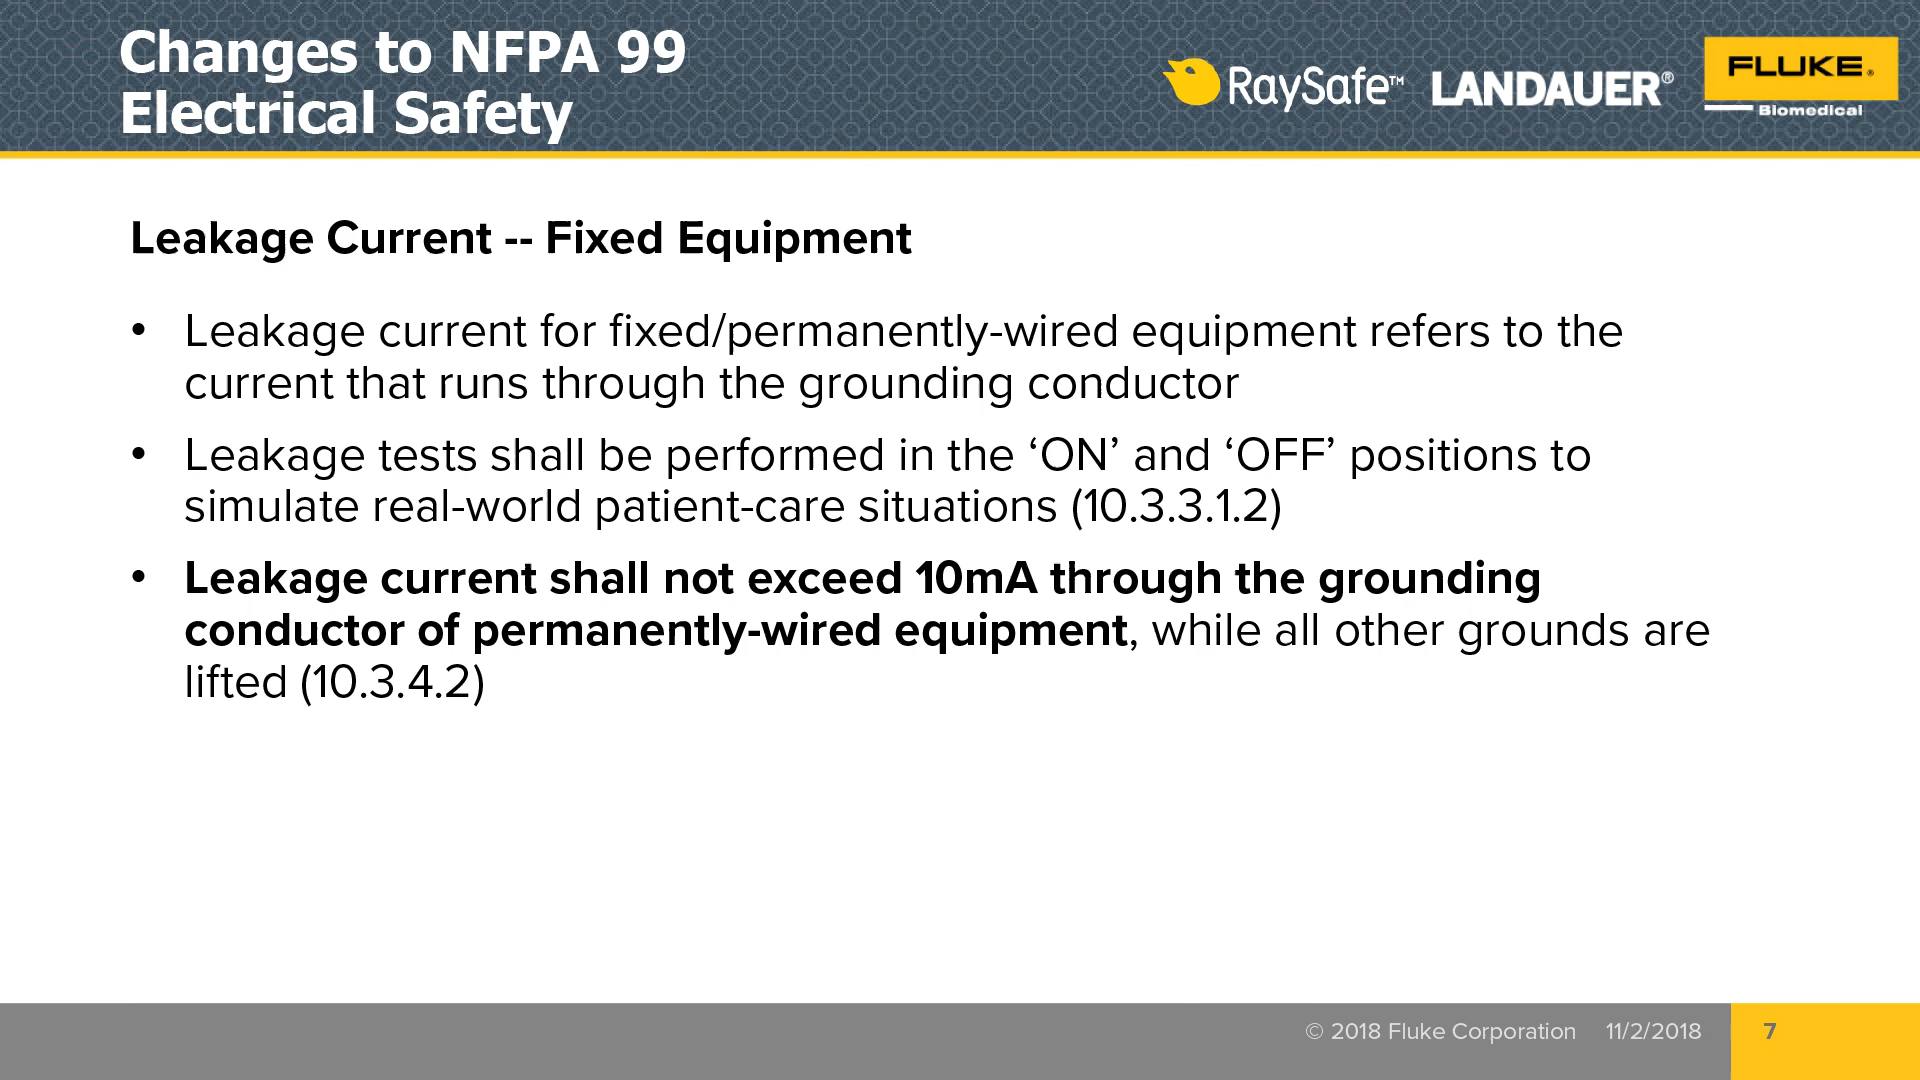 Changes to NFPA 99
Electrical Safety
RaySafe™ LANDAUER® FLUKE®
Biomedical
Leakage Current -- Fixed Equipment
• Leakage current for fixed/permanently-wired equipment refers to the
current that runs through the grounding conductor
• Leakage tests shall be performed in the ‘ON’ and ‘OFF’ positions to
simulate real-world patient-care situations (10.3.3.1.2)
• Leakage current shall not exceed 10mA through the grounding
conductor of permanently-wired equipment, while all other grounds are
lifted (10.3.4.2)
© 2018 Fluke Corporation 11/2/2018 7